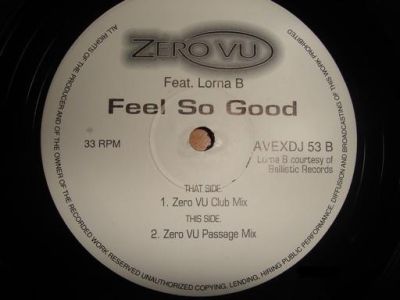 ZERO VU
Feat. Lorna B
Feel So Good
33 RPM
AVEXDJ 53 B
Lorna B courtesy of
Ballistic Records
THAT SIDE
1. Zero VU Club Mix
THIS SIDE
2. Zero VU Passage Mix
ALL RIGHTS OF THE PRODUCER AND OF THE OWNER OF THE RECORDED WORK RESERVED UNAUTHORIZED COPYING, LENDING, HIRING PUBLIC PERFORMANCE, DIFFUSION AND BROADCASTING OF THIS WORK PROHIBITED